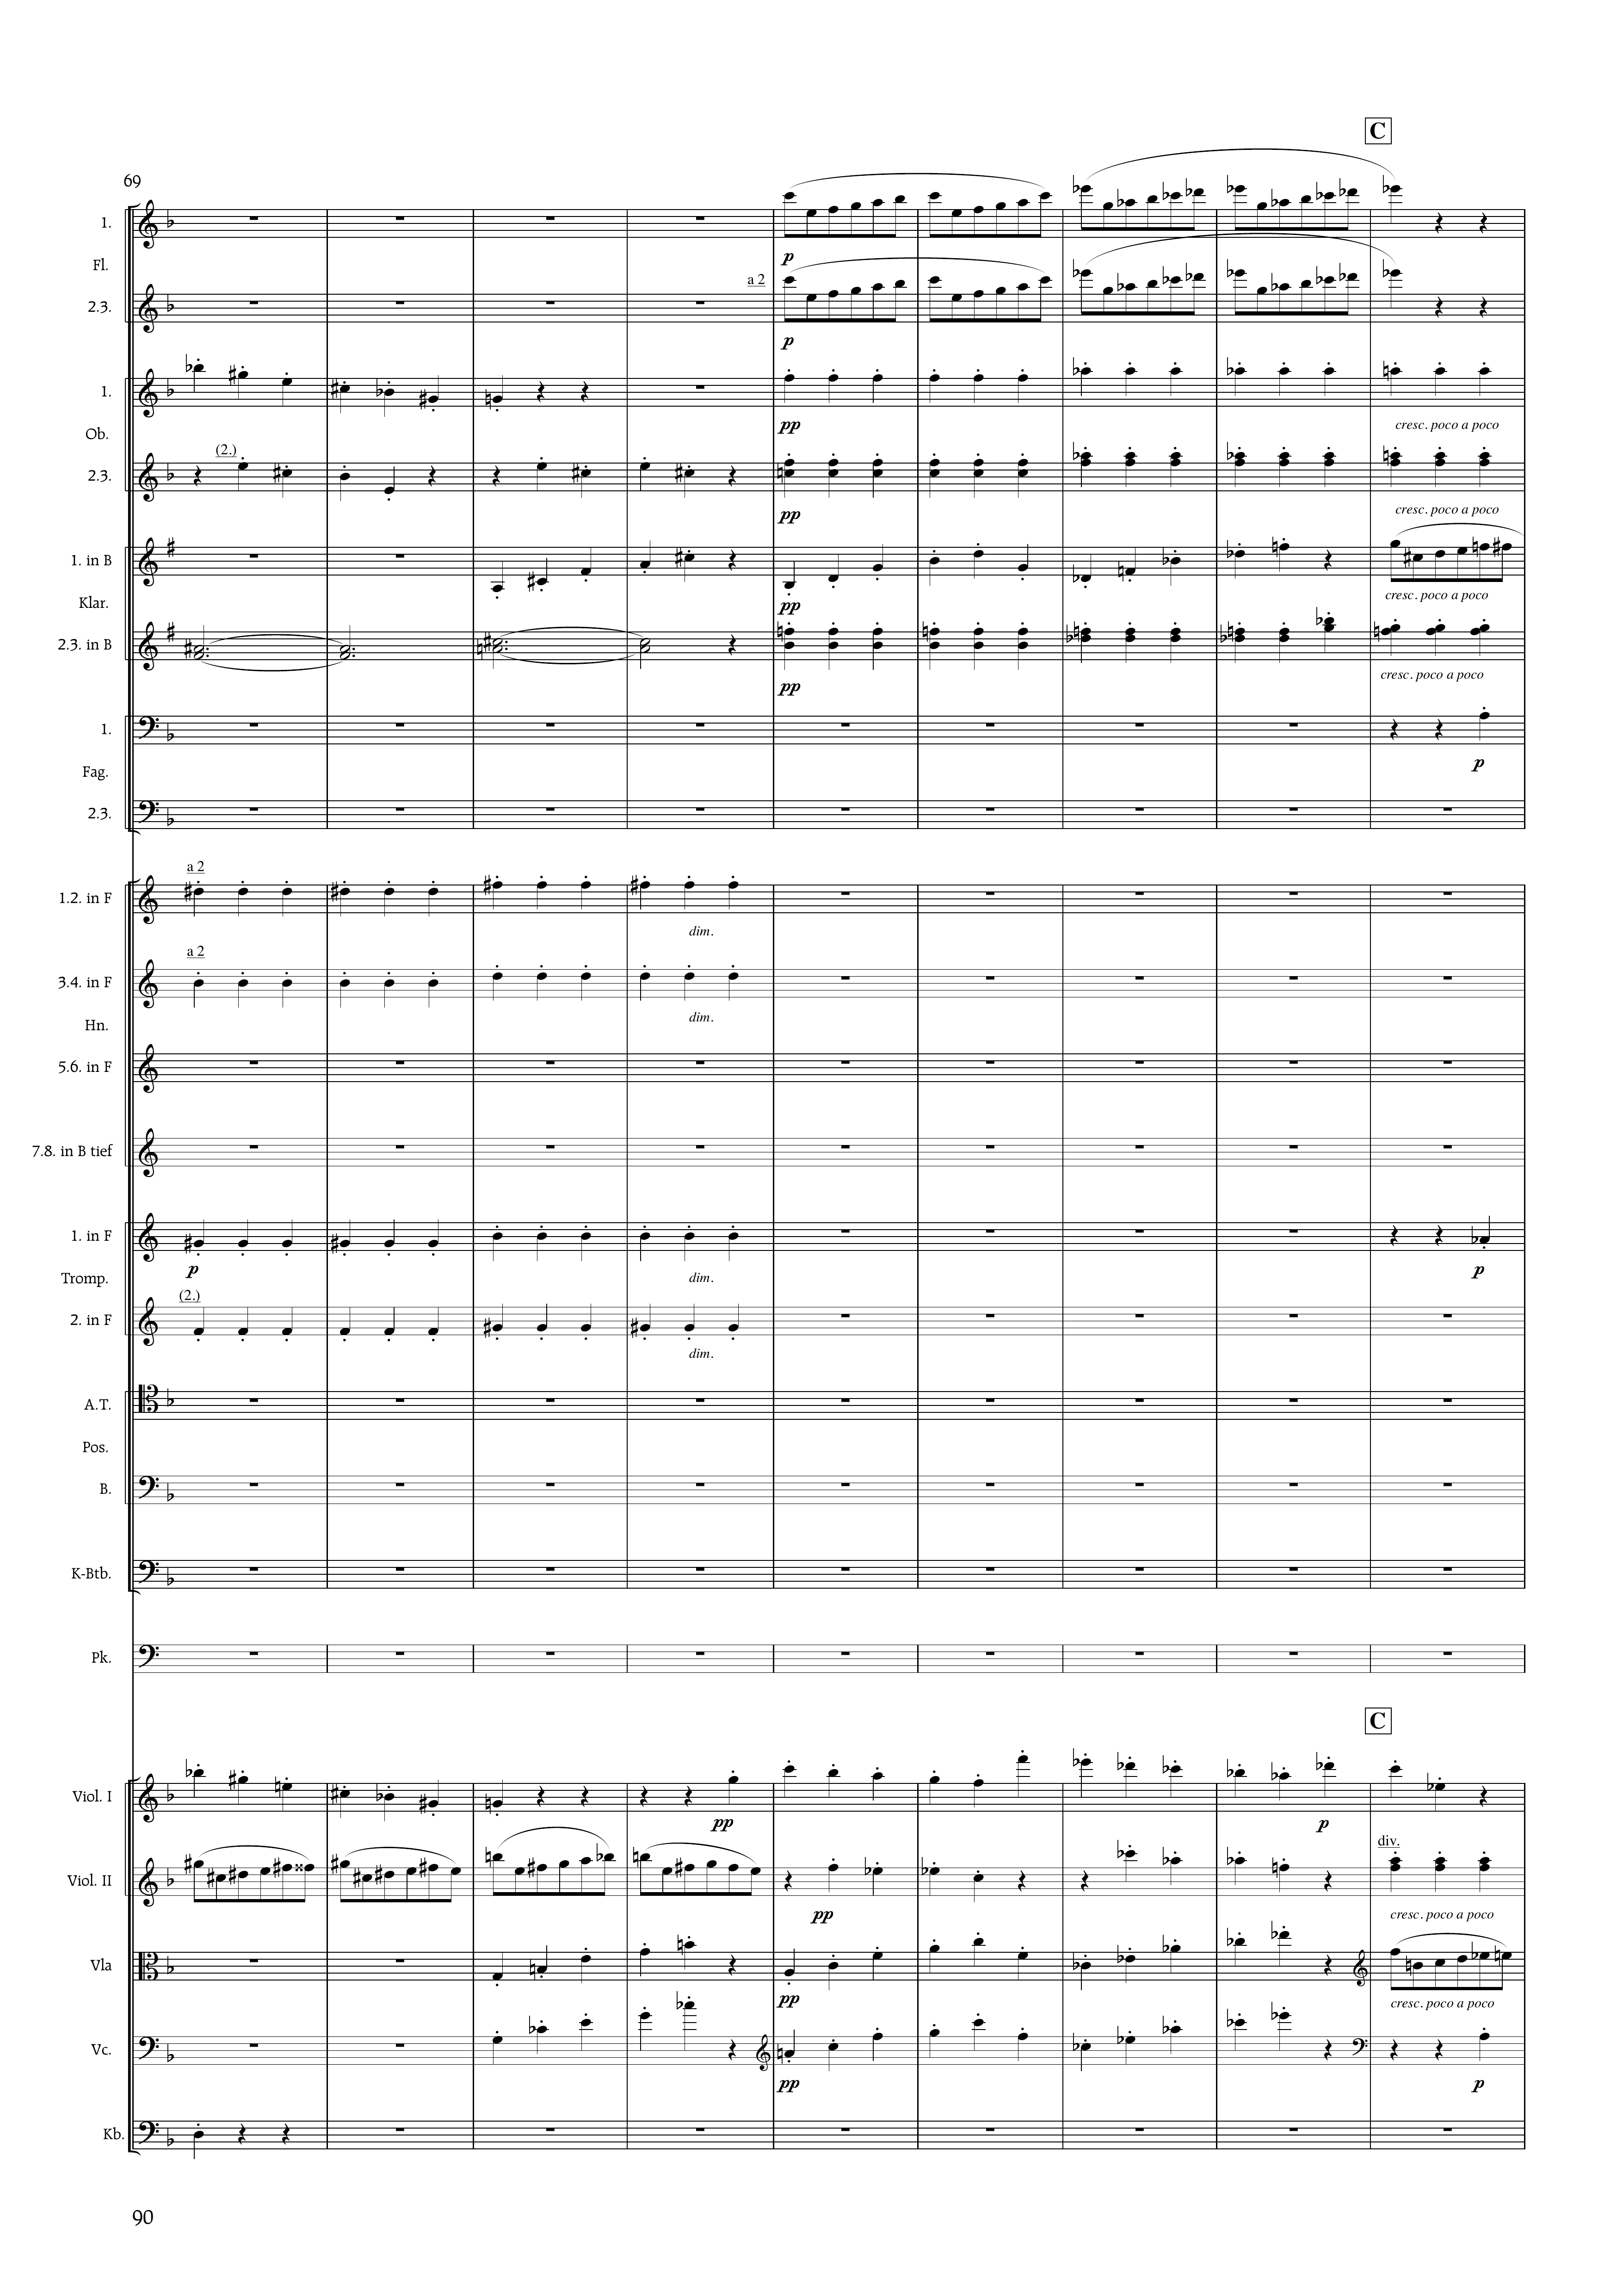 C
69
1.
Fl.
p
a 2
2.3.
p
1.
pp
cresc. poco a poco
Ob.
(2.)
2.3.
pp
cresc. poco a poco
1. in B
pp
cresc. poco a poco
Klar.
2.3. in B
pp
cresc. poco a poco
1.
p
Fag.
2.3.
a 2
1.2. in F
dim.
a 2
3.4. in F
dim.
Hn.
5.6. in F
7.8. in B tief
1. in F
p
dim.
p
Tromp.
(2.)
2. in F
dim.
A.T.
Pos.
B.
K-Btb.
Pk.
C
Viol. I
pp
p
div.
Viol. II
pp
cresc. poco a poco
Vla
pp
cresc. poco a poco
Vc.
pp
p
Kb.
90